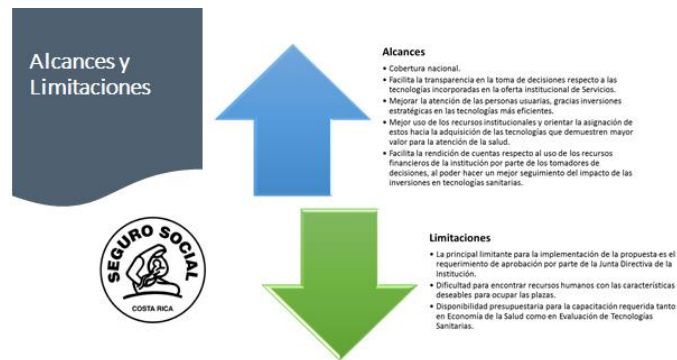 Alcances y
Limitaciones
Alcances
• Cobertura nacional.
• Facilita la transparencia en la toma de decisiones respecto a las
tecnologías incorporadas en la oferta institucional de Servicios.
• Mejorar la atención de las personas usuarias, gracias inversiones
estratégicas en las tecnologías más eficientes.
• Mejor uso de los recursos institucionales y orientar la asignación de
estos hacia la adquisición de las tecnologías que demuestren mayor
valor para la atención de la salud.
• Facilita la rendición de cuentas respecto al uso de los recursos
financieros de la institución por parte de los tomadores de
decisiones, al poder hacer un mejor seguimiento del impacto de las
inversiones en tecnologías sanitarias.
SEGURO SOCIAL
COSTA RICA
Limitaciones
• La principal limitante para la implementación de la propuesta es el
requerimiento de aprobación por parte de la Junta Directiva de la
Institución.
• Dificultad para encontrar recursos humanos con las características
deseables para ocupar las plazas.
• Disponibilidad presupuestaria para la capacitación requerida tanto
en Economía de la Salud como en Evaluación de Tecnologías
Sanitarias.